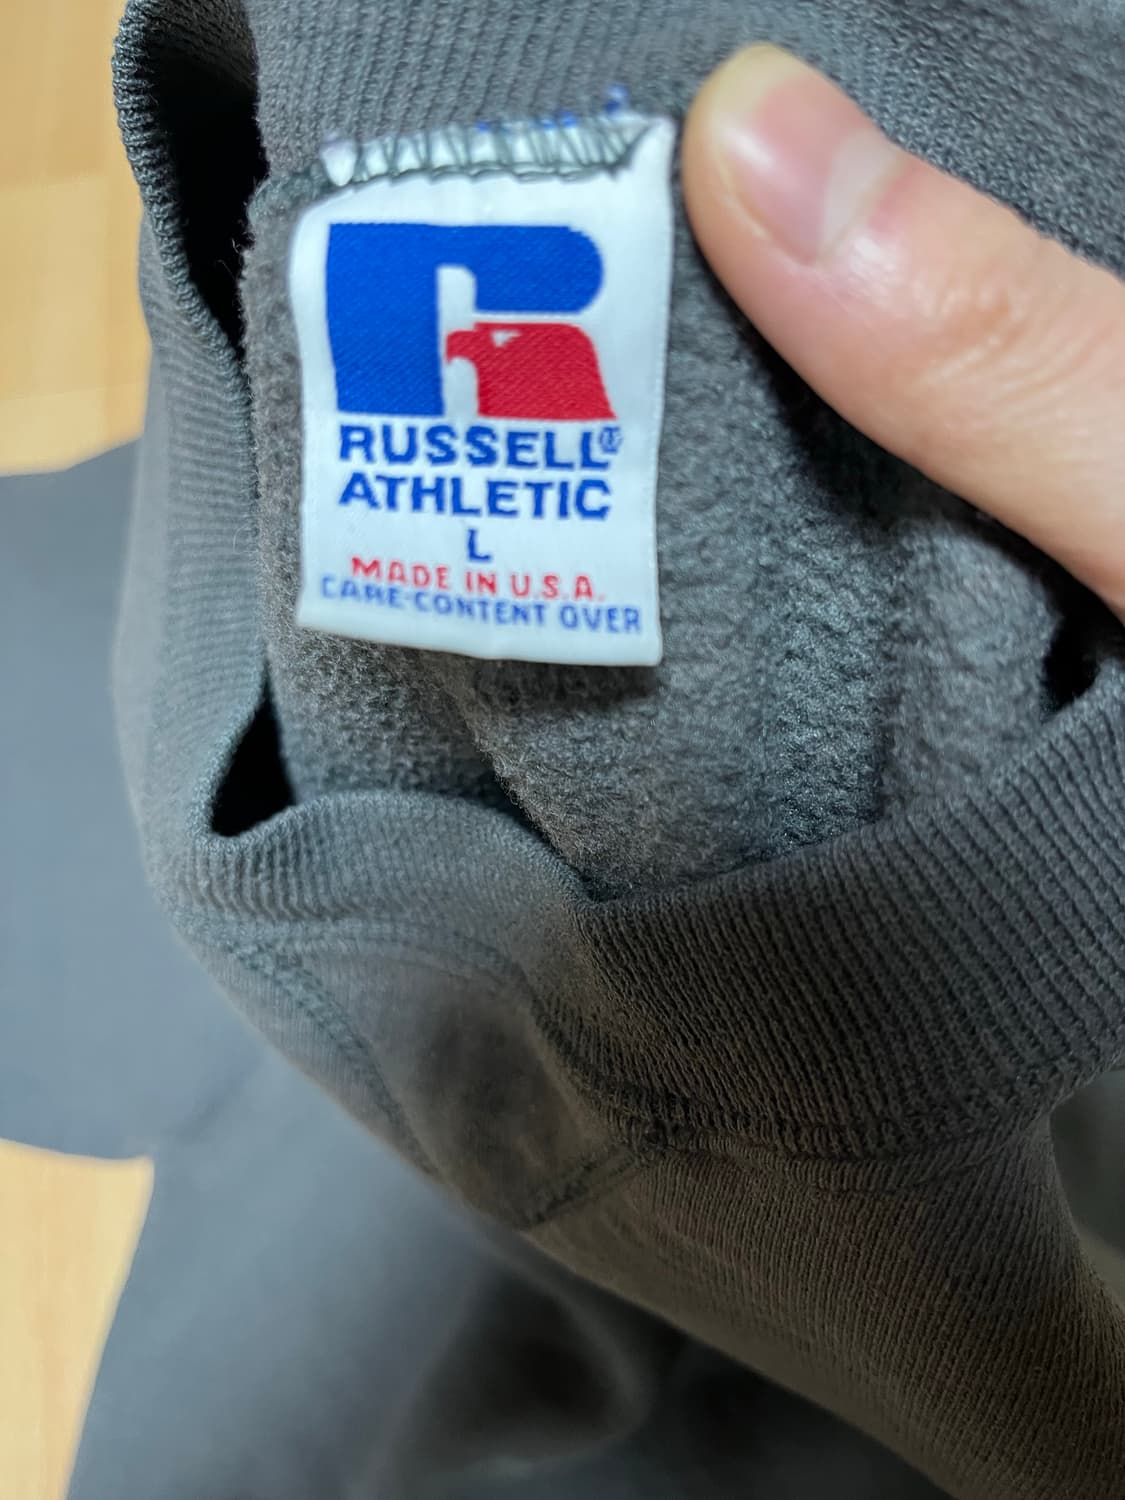 RUSSELL®
ATHLETIC
L
MADE IN U.S.A.
CARE-CONTENT OVER